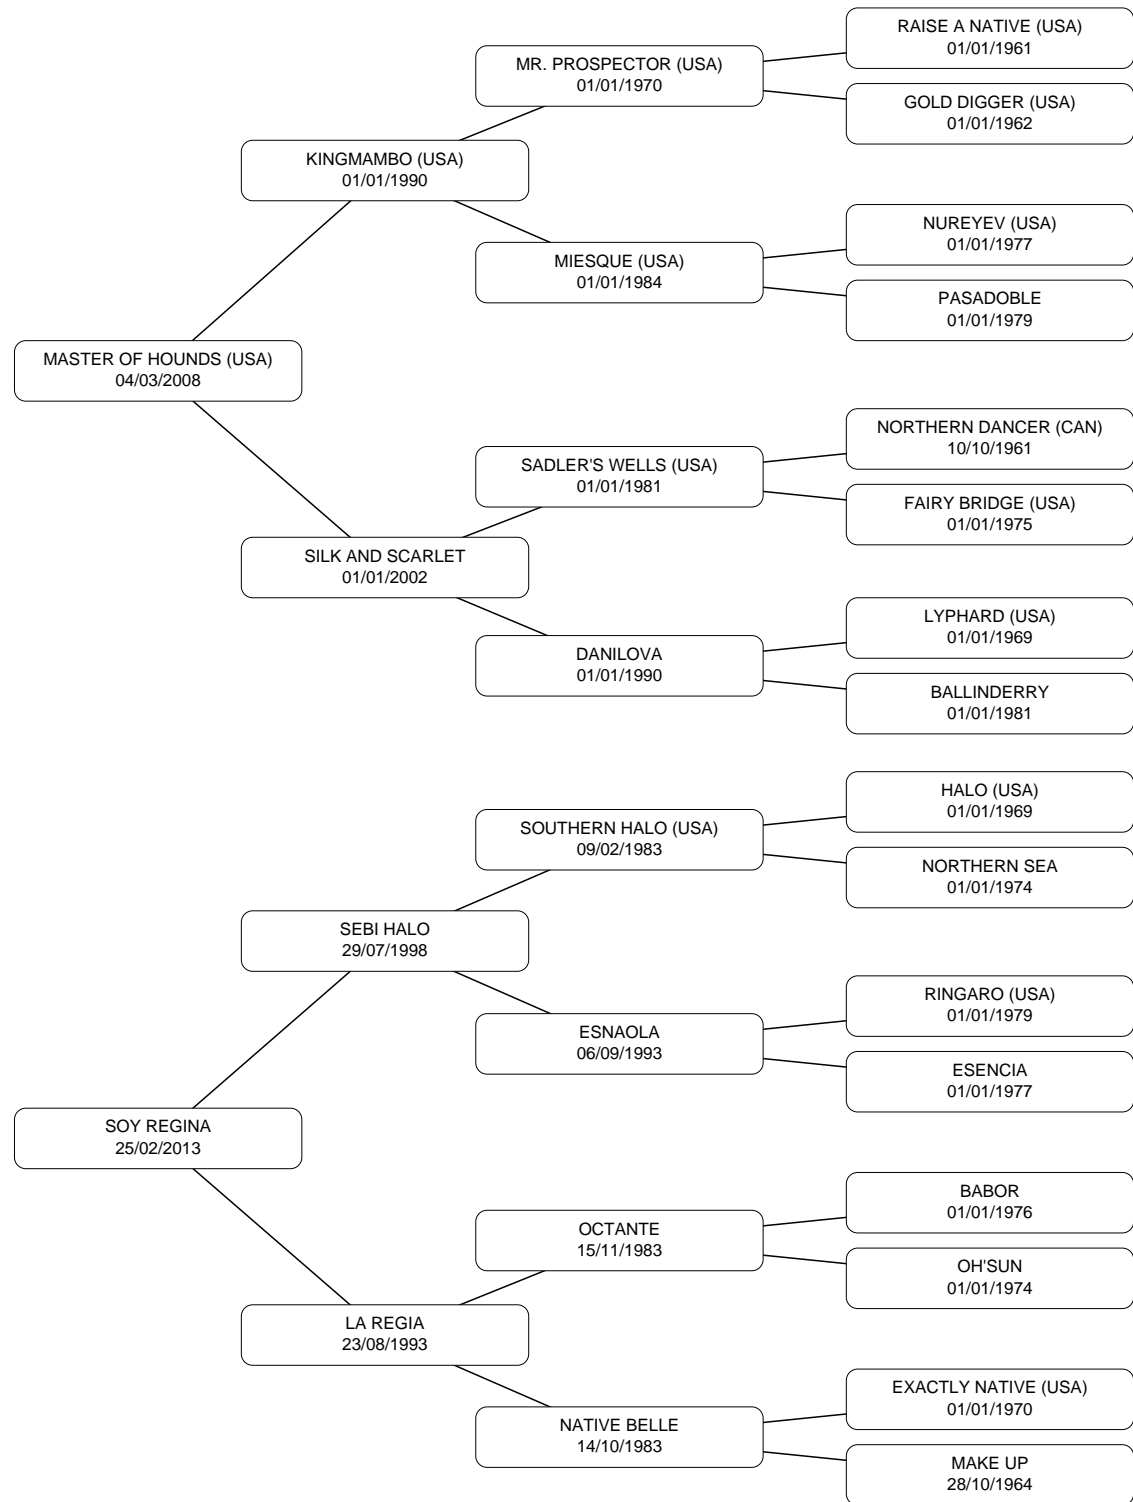 RAISE A NATIVE (USA)
01/01/1961
MR. PROSPECTOR (USA)
01/01/1970
GOLD DIGGER (USA)
01/01/1962
KINGMAMBO (USA)
01/01/1990
NUREYEV (USA)
01/01/1977
MIESQUE (USA)
01/01/1984
PASADOBLE
01/01/1979
MASTER OF HOUNDS (USA)
04/03/2008
NORTHERN DANCER (CAN)
10/10/1961
SADLER'S WELLS (USA)
01/01/1981
FAIRY BRIDGE (USA)
01/01/1975
SILK AND SCARLET
01/01/2002
LYPHARD (USA)
01/01/1969
DANILOVA
01/01/1990
BALLINDERRY
01/01/1981
HALO (USA)
01/01/1969
SOUTHERN HALO (USA)
09/02/1983
NORTHERN SEA
01/01/1974
SEBI HALO
29/07/1998
RINGARO (USA)
01/01/1979
ESNAOLA
06/09/1993
ESENCIA
01/01/1977
SOY REGINA
25/02/2013
BABOR
01/01/1976
OCTANTE
15/11/1983
OH'SUN
01/01/1974
LA REGIA
23/08/1993
EXACTLY NATIVE (USA)
01/01/1970
NATIVE BELLE
14/10/1983
MAKE UP
28/10/1964